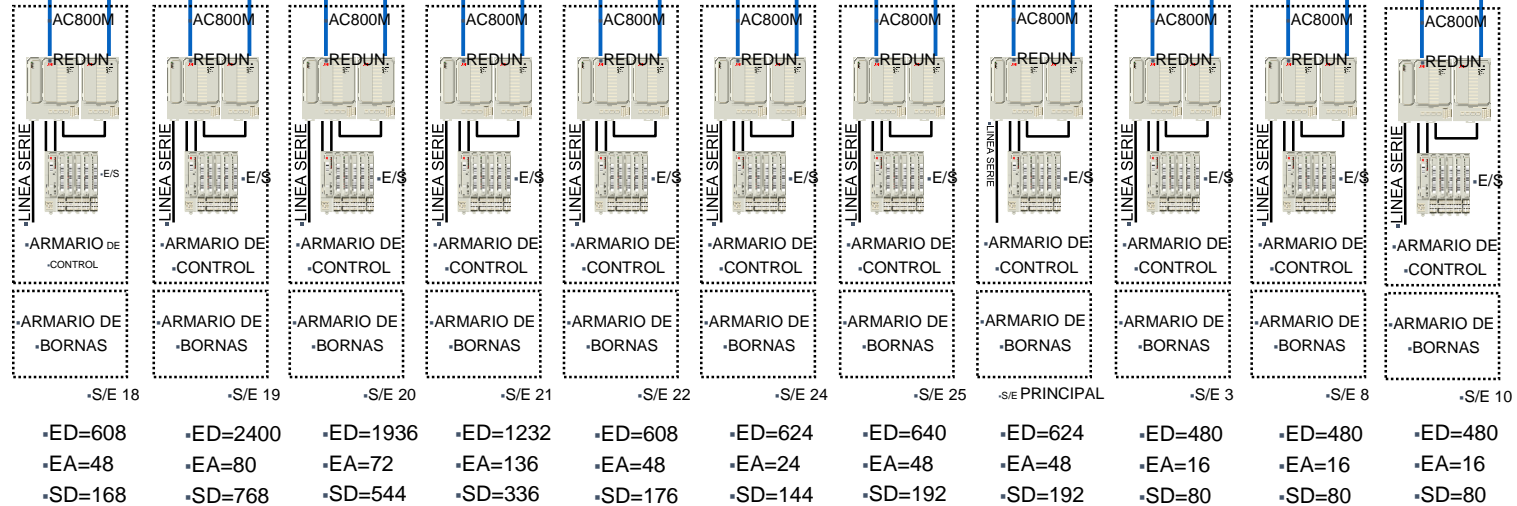 AC800M AC800M AC800M AC800M AC800M AC800M AC800M AC800M AC800M AC800M AC800M
▪REDUN. ▪REDUN. ▪REDUN. ▪REDUN. ▪REDUN. ▪REDUN. ▪REDUN. ▪REDUN. ▪REDUN. ▪REDUN. ▪REDUN.
▪LINEA SERIE ▪LINEA SERIE ▪LINEA SERIE ▪LINEA SERIE ▪LINEA SERIE ▪LINEA SERIE ▪LINEA SERIE ▪LINEA SERIE ▪LINEA SERIE ▪LINEA SERIE ▪LINEA SERIE
▪E/S ▪E/S ▪E/S ▪E/S ▪E/S ▪E/S ▪E/S ▪E/S ▪E/S ▪E/S ▪E/S
▪ARMARIO DE ▪ARMARIO DE ▪ARMARIO DE ▪ARMARIO DE ▪ARMARIO DE ▪ARMARIO DE ▪ARMARIO DE ▪ARMARIO DE ▪ARMARIO DE ▪ARMARIO DE ▪ARMARIO DE
▪CONTROL ▪CONTROL ▪CONTROL ▪CONTROL ▪CONTROL ▪CONTROL ▪CONTROL ▪CONTROL ▪CONTROL ▪CONTROL ▪CONTROL
▪ARMARIO DE ▪ARMARIO DE ▪ARMARIO DE ▪ARMARIO DE ▪ARMARIO DE ▪ARMARIO DE ▪ARMARIO DE ▪ARMARIO DE ▪ARMARIO DE ▪ARMARIO DE ▪ARMARIO DE
▪BORNAS ▪BORNAS ▪BORNAS ▪BORNAS ▪BORNAS ▪BORNAS ▪BORNAS ▪BORNAS ▪BORNAS ▪BORNAS ▪BORNAS
▪S/E 18 ▪S/E 19 ▪S/E 20 ▪S/E 21 ▪S/E 22 ▪S/E 24 ▪S/E 25 ▪S/E PRINCIPAL ▪S/E 3 ▪S/E 8 ▪S/E 10
▪ED=608 ▪ED=2400 ▪ED=1936 ▪ED=1232 ▪ED=608 ▪ED=624 ▪ED=640 ▪ED=624 ▪ED=480 ▪ED=480 ▪ED=480
▪EA=48 ▪EA=80 ▪EA=72 ▪EA=136 ▪EA=48 ▪EA=24 ▪EA=48 ▪EA=48 ▪EA=16 ▪EA=16 ▪EA=16
▪SD=168 ▪SD=768 ▪SD=544 ▪SD=336 ▪SD=176 ▪SD=144 ▪SD=192 ▪SD=192 ▪SD=80 ▪SD=80 ▪SD=80